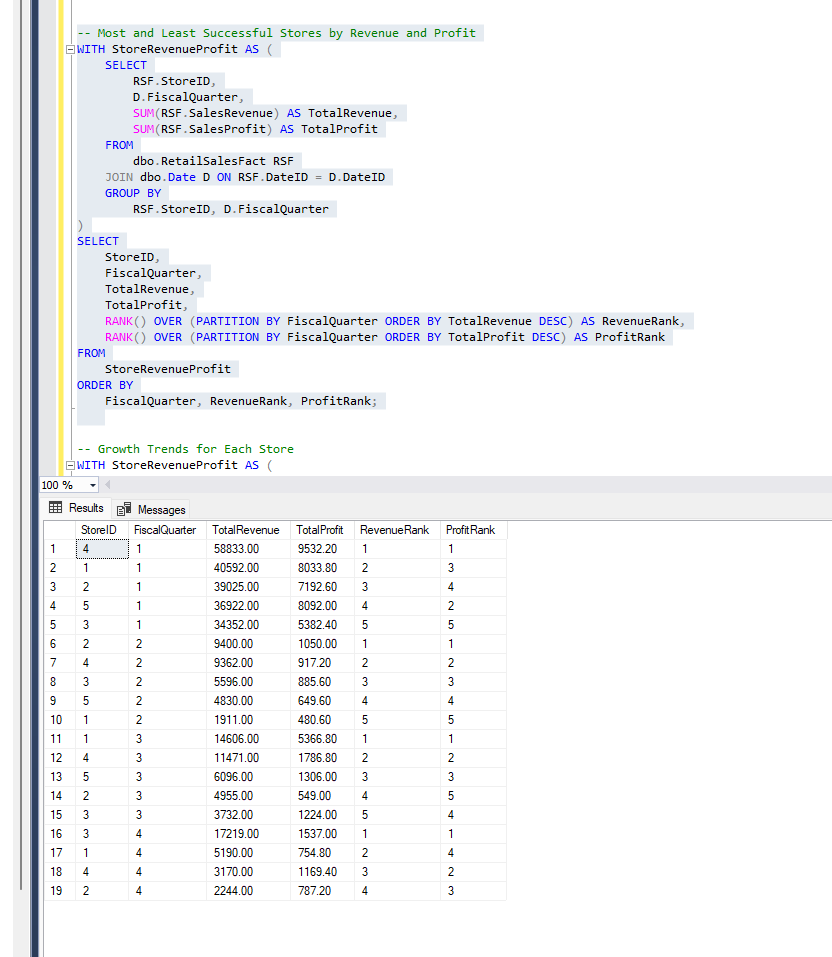 -- Most and Least Successful Stores by Revenue and Profit
WITH StoreRevenueProfit AS (
    SELECT
        RSF.StoreID,
        D.FiscalQuarter,
        SUM(RSF.SalesRevenue) AS TotalRevenue,
        SUM(RSF.SalesProfit) AS TotalProfit
    FROM
        dbo.RetailSalesFact RSF
    JOIN dbo.Date D ON RSF.DateID = D.DateID
    GROUP BY
        RSF.StoreID, D.FiscalQuarter
)
SELECT
    StoreID,
    FiscalQuarter,
    TotalRevenue,
    TotalProfit,
    RANK() OVER (PARTITION BY FiscalQuarter ORDER BY TotalRevenue DESC) AS RevenueRank,
    RANK() OVER (PARTITION BY FiscalQuarter ORDER BY TotalProfit DESC) AS ProfitRank
FROM
    StoreRevenueProfit
ORDER BY
    FiscalQuarter, RevenueRank, ProfitRank;
-- Growth Trends for Each Store
WITH StoreRevenueProfit AS (
100 %
Results Messages
StoreID FiscalQuarter TotalRevenue TotalProfit RevenueRank ProfitRank
1 4 1 58833.00 9532.20 1 1
2 1 1 40592.00 8033.80 2 3
3 2 1 39025.00 7192.60 3 4
4 5 1 36922.00 8092.00 4 2
5 3 1 34352.00 5382.40 5 5
6 2 2 9400.00 1050.00 1 1
7 4 2 9362.00 917.20 2 2
8 3 2 5596.00 885.60 3 3
9 5 2 4830.00 649.60 4 4
10 1 2 1911.00 480.60 5 5
11 1 3 14606.00 5366.80 1 1
12 4 3 11471.00 1786.80 2 2
13 5 3 6096.00 1306.00 3 3
14 2 3 4955.00 549.00 4 5
15 3 3 3732.00 1224.00 5 4
16 3 4 17219.00 1537.00 1 1
17 1 4 5190.00 754.80 2 4
18 4 4 3170.00 1169.40 3 2
19 2 4 2244.00 787.20 4 3